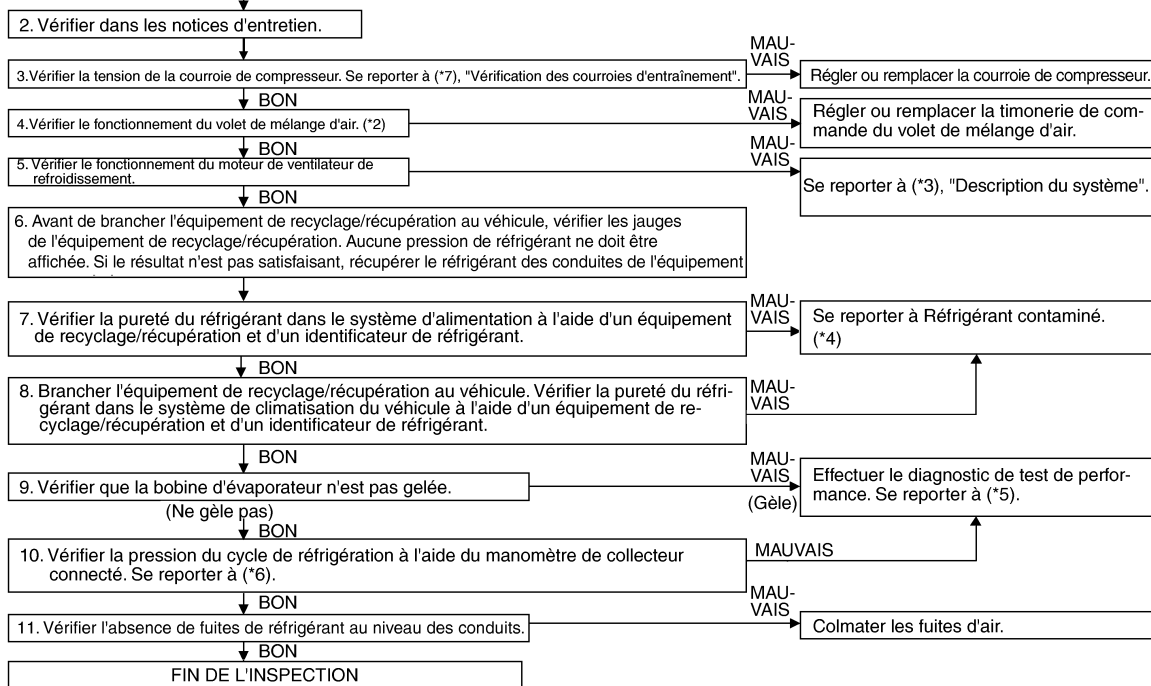 2. Vérifier dans les notices d'entretien.
MAU-
VAIS
3.Vérifier la tension de la courroie de compresseur. Se reporter à (*7), "Vérification des courroies d'entraînement".
Régler ou remplacer la courroie de compresseur.
BON
MAU-
VAIS
4.Vérifier le fonctionnement du volet de mélange d'air. (*2)
Régler ou remplacer la timonerie de com-
mande du volet de mélange d'air.
BON
MAU-
VAIS
5. Vérifier le fonctionnement du moteur de ventilateur de
refroidissement.
Se reporter à (*3), "Description du système".
BON
6. Avant de brancher l'équipement de recyclage/récupération au véhicule, vérifier les jauges
de l'équipement de recyclage/récupération. Aucune pression de réfrigérant ne doit être
affichée. Si le résultat n'est pas satisfaisant, récupérer le réfrigérant des conduites de l'équipement
MAU-
VAIS
7. Vérifier la pureté du réfrigérant dans le système d'alimentation à l'aide d'un équipement
de recyclage/récupération et d'un identificateur de réfrigérant.
Se reporter à Réfrigérant contaminé.
(*4)
BON
8. Brancher l'équipement de recyclage/récupération au véhicule. Vérifier la pureté du réfri-
gérant dans le système de climatisation du véhicule à l'aide d'un équipement de re-
cyclage/récupération et d'un identificateur de réfrigérant.
MAU-
VAIS
BON
MAU-
VAIS
9. Vérifier que la bobine d'évaporateur n'est pas gelée.
(Gèle)
Effectuer le diagnostic de test de perfor-
mance. Se reporter à (*5).
(Ne gèle pas)
BON
10. Vérifier la pression du cycle de réfrigération à l'aide du manomètre de collecteur
connecté. Se reporter à (*6).
MAUVAIS
BON
MAU-
VAIS
11. Vérifier l'absence de fuites de réfrigérant au niveau des conduits.
Colmater les fuites d'air.
BON
FIN DE L'INSPECTION